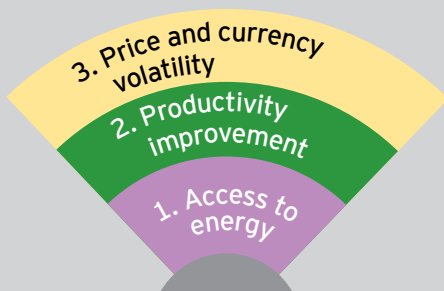 3. Price and currency
volatility
2. Productivity
improvement
1. Access to
energy